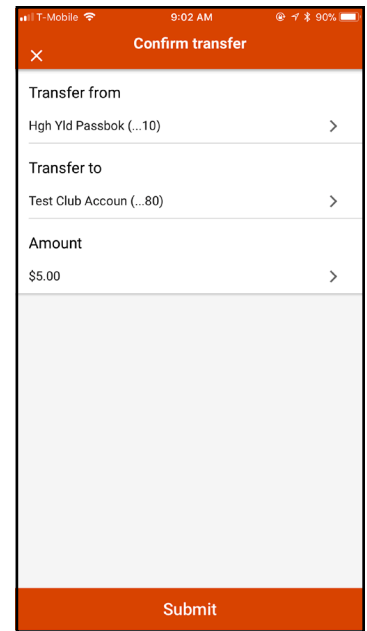 T-Mobile 9:02 AM 90%
Confirm transfer
Transfer from
Hgh Yld Passbok (...10)
Transfer to
Test Club Accoun (...80)
Amount
$5.00
Submit